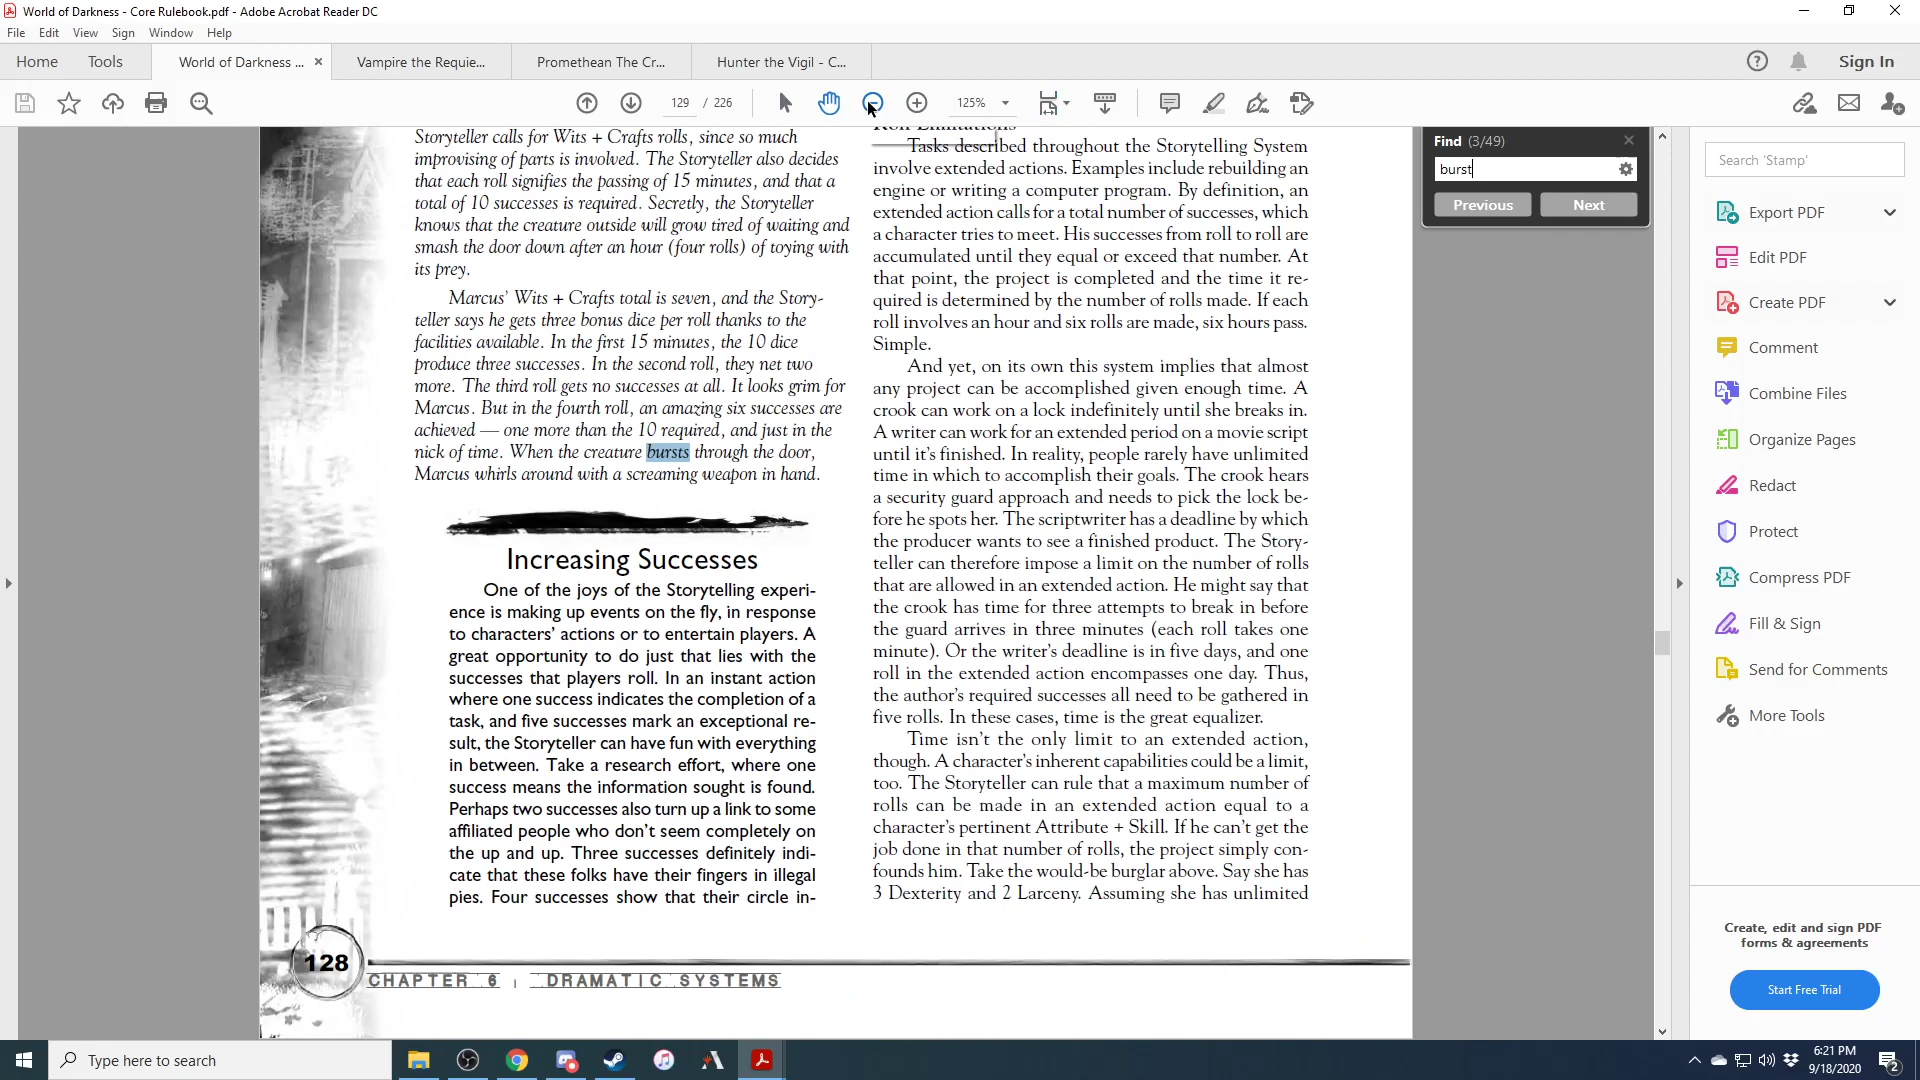 World of Darkness - Core Rulebook.pdf - Adobe Acrobat Reader DC
File Edit View Sign Window Help
Home Tools World of Darkness ... × Vampire the Requie... Promethean The Cr... Hunter the Vigil - C... Sign In
129 / 226 125%
Storyteller calls for Wits + Crafts rolls, since so much
improvising of parts is involved. The Storyteller also decides
that each roll signifies the passing of 15 minutes, and that a
total of 10 successes is required. Secretly, the Storyteller
knows that the creature outside will grow tired of waiting and
smash the door down after an hour (four rolls) of toying with
its prey.
Marcus' Wits + Crafts total is seven, and the Story-
teller says he gets three bonus dice per roll thanks to the
facilities available. In the first 15 minutes, the 10 dice
produce three successes. In the second roll, they net two
more. The third roll gets no successes at all. It looks grim for
Marcus. But in the fourth roll, an amazing six successes are
achieved — one more than the 10 required, and just in the
nick of time. When the creature bursts through the door,
Marcus whirls around with a screaming weapon in hand.
Increasing Successes
One of the joys of the Storytelling experi-
ence is making up events on the fly, in response
to characters' actions or to entertain players. A
great opportunity to do just that lies with the
successes that players roll. In an instant action
where one success indicates the completion of a
task, and five successes mark an exceptional re-
sult, the Storyteller can have fun with everything
in between. Take a research effort, where one
success means the information sought is found.
Perhaps two successes also turn up a link to some
affiliated people who don't seem completely on
the up and up. Three successes definitely indi-
cate that these folks have their fingers in illegal
pies. Four successes show that their circle in-
Roll Limitations
Tasks described throughout the Storytelling System
involve extended actions. Examples include rebuilding an
engine or writing a computer program. By definition, an
extended action calls for a total number of successes, which
a character tries to meet. His successes from roll to roll are
accumulated until they equal or exceed that number. At
that point, the project is completed and the time it re-
quired is determined by the number of rolls made. If each
roll involves an hour and six rolls are made, six hours pass.
Simple.
And yet, on its own this system implies that almost
any project can be accomplished given enough time. A
crook can work on a lock indefinitely until she breaks in.
A writer can work for an extended period on a movie script
until it's finished. In reality, people rarely have unlimited
time in which to accomplish their goals. The crook hears
a security guard approach and needs to pick the lock be-
fore he spots her. The scriptwriter has a deadline by which
the producer wants to see a finished product. The Story-
teller can therefore impose a limit on the number of rolls
that are allowed in an extended action. He might say that
the crook has time for three attempts to break in before
the guard arrives in three minutes (each roll takes one
minute). Or the writer's deadline is in five days, and one
roll in the extended action encompasses one day. Thus,
the author's required successes all need to be gathered in
five rolls. In these cases, time is the great equalizer.
Time isn't the only limit to an extended action,
though. A character's inherent capabilities could be a limit,
too. The Storyteller can rule that a maximum number of
rolls can be made in an extended action equal to a
character's pertinent Attribute + Skill. If he can't get the
job done in that number of rolls, the project simply con-
founds him. Take the would-be burglar above. Say she has
3 Dexterity and 2 Larceny. Assuming she has unlimited
128
CHAPTER 6 | DRAMATIC SYSTEMS
Find (3/49)
burst
Previous Next
Search 'Stamp'
Export PDF
Edit PDF
Create PDF
Comment
Combine Files
Organize Pages
Redact
Protect
Compress PDF
Fill & Sign
Send for Comments
More Tools
Create, edit and sign PDF
forms & agreements
Start Free Trial
Type here to search
6:21 PM
9/18/2020
2